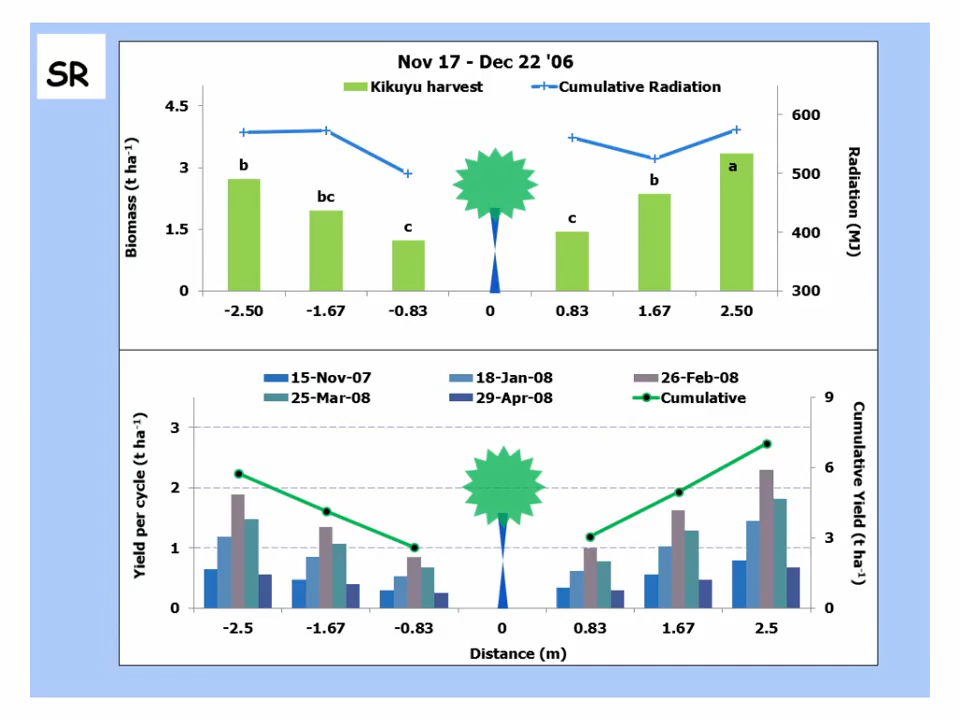 SR
Nov 17 - Dec 22 '06
Kikuyu harvest Cumulative Radiation
Biomass (t ha-1)
4.5
3
1.5
0
b bc c c b a
600
500
400
300
Radiation (MJ)
-2.50 -1.67 -0.83 0 0.83 1.67 2.50
15-Nov-07 18-Jan-08 26-Feb-08
25-Mar-08 29-Apr-08 Cumulative
Yield per cycle (t ha-1)
3
2
1
0
9
6
3
0
Cumulative Yield (t ha-1)
-2.5 -1.67 -0.83 0 0.83 1.67 2.5
Distance (m)